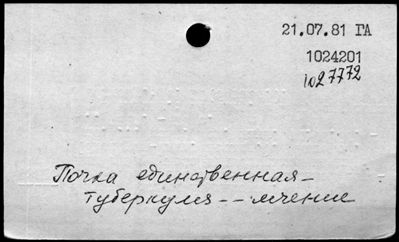 21.07.81 ГА
1024201
1027772
Почка единственная -
туберкулез - - лечение